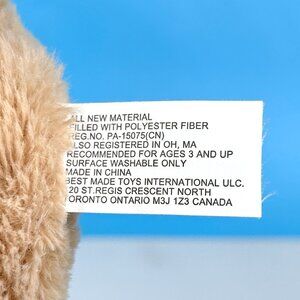 ALL NEW MATERIAL
FILLED WITH POLYESTER FIBER
REG.NO. PA-15075(CN)
ALSO REGISTERED IN OH, MA
RECOMMENDED FOR AGES 3 AND UP
SURFACE WASHABLE ONLY
MADE IN CHINA
BEST MADE TOYS INTERNATIONAL ULC.
120 ST.REGIS CRESCENT NORTH
TORONTO ONTARIO M3J 1Z3 CANADA